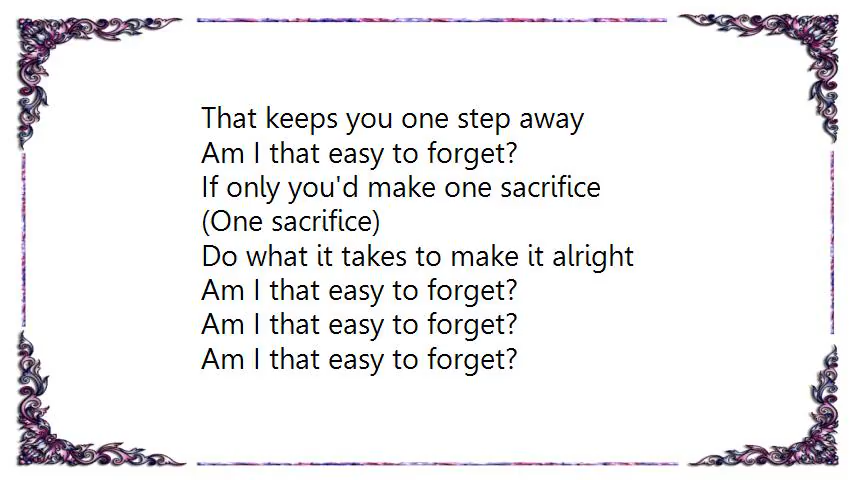 That keeps you one step away
Am I that easy to forget?
If only you'd make one sacrifice
(One sacrifice)
Do what it takes to make it alright
Am I that easy to forget?
Am I that easy to forget?
Am I that easy to forget?